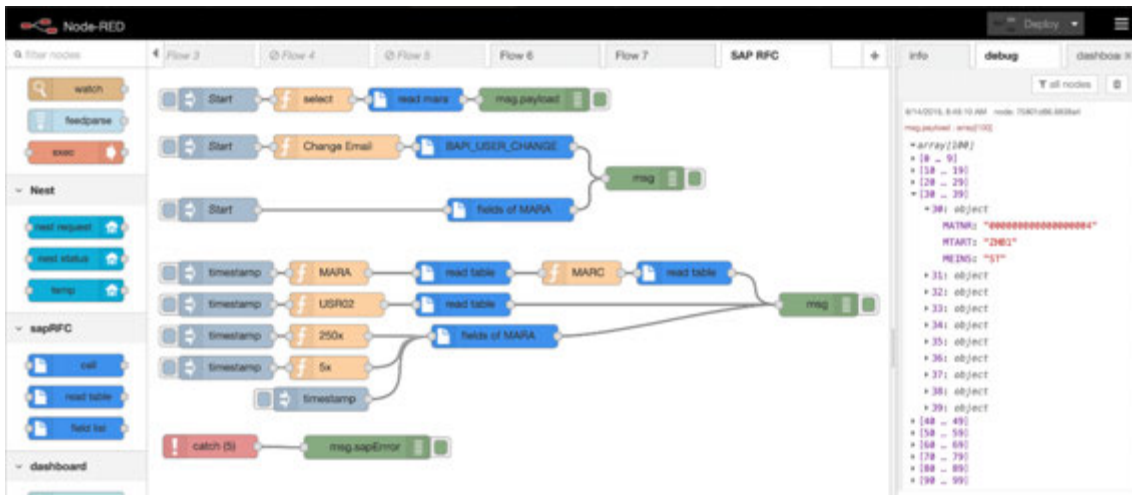 Node-RED
Deploy
filter nodes
Flow 3
Flow 4
Flow 5
Flow 6
Flow 7
SAP RFC
+
info
debug
dashboar
all nodes
watch
feedparse
exec
Nest
nest request
nest status
temp
sapRFC
call
read table
field list
dashboard
Start
select
read mara
msg.payload
Start
Change Email
BAPI_USER_CHANGE
msg
Start
fields of MARA
timestamp
MARA
read table
MARC
read table
timestamp
USR02
read table
msg
timestamp
250x
fields of MARA
timestamp
5x
timestamp
catch (5)
msg.sapError
msg.payload : array[100]
array[100]
[0 … 9]
[10 … 19]
[20 … 29]
[30 … 39]
30: object
MATNR:
MTART: "ZHB1"
MEINS: "ST"
31: object
32: object
33: object
34: object
35: object
36: object
37: object
38: object
39: object
[40 … 49]
[50 … 59]
[60 … 69]
[70 … 79]
[80 … 89]
[90 … 99]